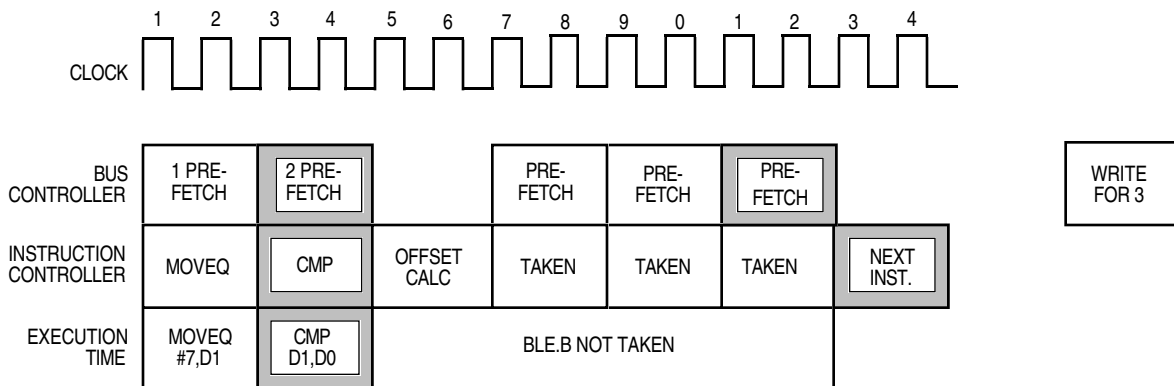 1 2 3 4 5 6 7 8 9 0 1 2 3 4
CLOCK
BUS
CONTROLLER
1 PRE-
FETCH
2 PRE-
FETCH
PRE-
FETCH
PRE-
FETCH
PRE-
FETCH
WRITE
FOR 3
INSTRUCTION
CONTROLLER
MOVEQ
CMP
OFFSET
CALC
TAKEN
TAKEN
TAKEN
NEXT
INST.
EXECUTION
TIME
MOVEQ
#7,D1
CMP
D1,D0
BLE.B NOT TAKEN